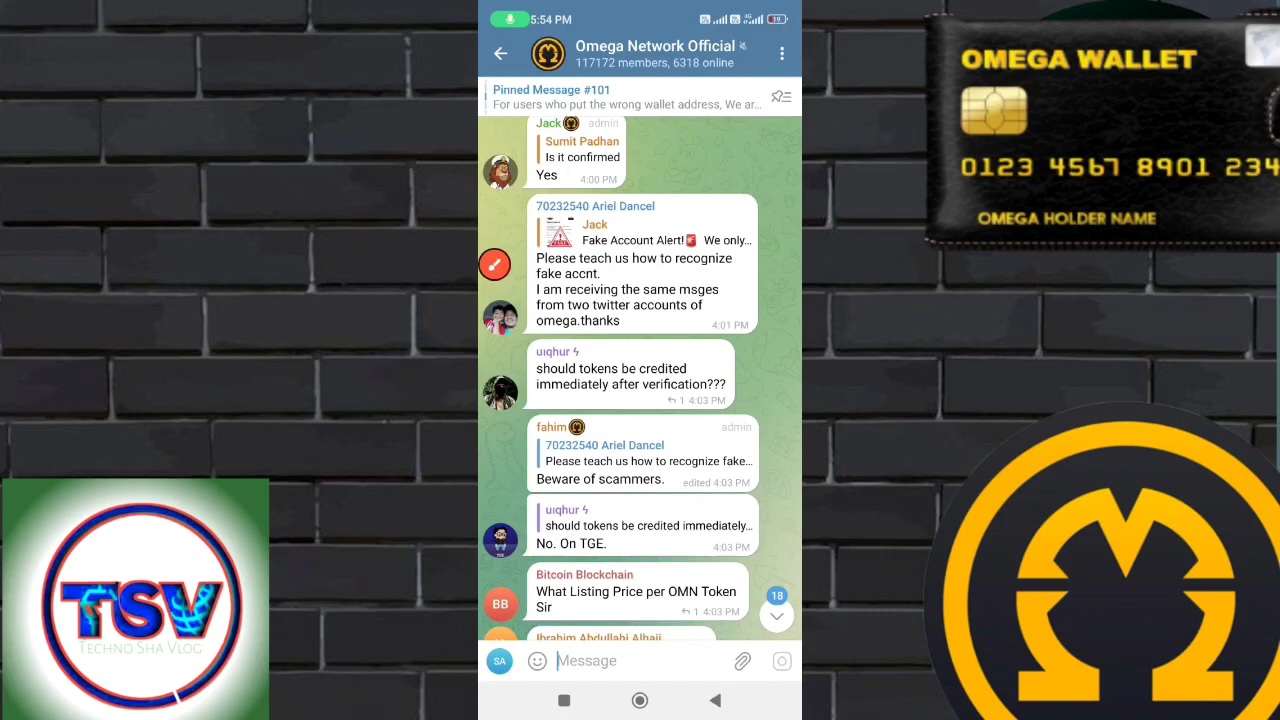 5:54 PM
4G
19
Omega Network Official
117172 members, 6318 online
Pinned Message #101
For users who put the wrong wallet address, We ar...
Jack admin
Sumit Padhan
Is it confirmed
Yes 4:00 PM
70232540 Ariel Dancel
Jack
Fake Account Alert!🚨 We only...
Please teach us how to recognize
fake accnt.
I am receiving the same msges
from two twitter accounts of
omega.thanks
4:01 PM
uιqhur ϟ
should tokens be credited
immediately after verification???
1 4:03 PM
fahim admin
70232540 Ariel Dancel
Please teach us how to recognize fake...
Beware of scammers. edited 4:03 PM
uιqhur ϟ
should tokens be credited immediately...
No. On TGE. 4:03 PM
Bitcoin Blockchain
What Listing Price per OMN Token
Sir
1 4:03 PM
BB
18
Ibrahim Abdullahi Alhaji
SA
Message
OMEGA WALLET
0123 4567 8901 234
OMEGA HOLDER NAME
TSV
TECHNO SHA VLOG